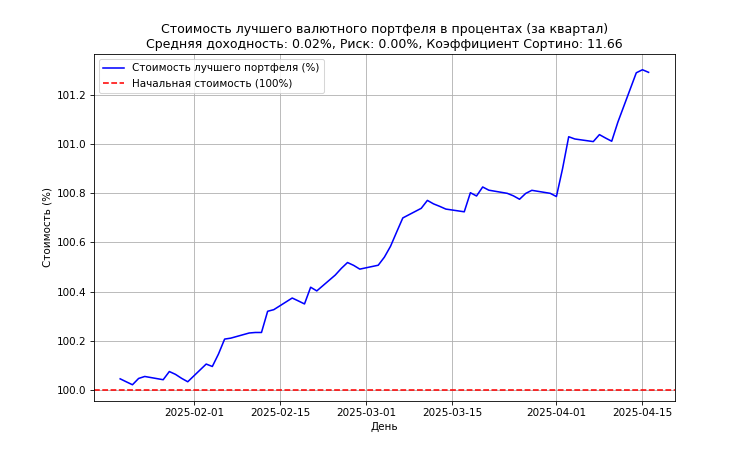 Стоимость лучшего валютного портфеля в процентах (за квартал)
Средняя доходность: 0.02%, Риск: 0.00%, Коэффициент Сортино: 11.66
Стоимость лучшего портфеля (%)
Начальная стоимость (100%)
Стоимость (%)
101.2
101.0
100.8
100.6
100.4
100.2
100.0
2025-02-01
2025-02-15
2025-03-01
2025-03-15
2025-04-01
2025-04-15
День